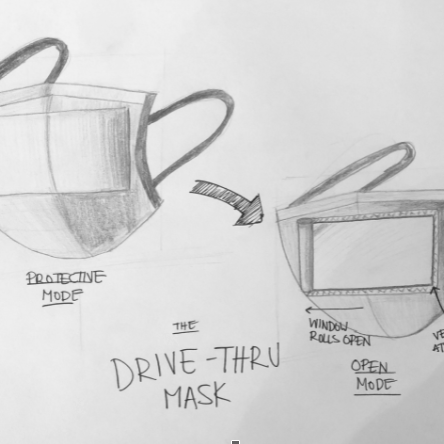 PROTECTIVE
MODE
THE
DRIVE-THRU
MASK
WINDOW
ROLLS OPEN
OPEN
MODE